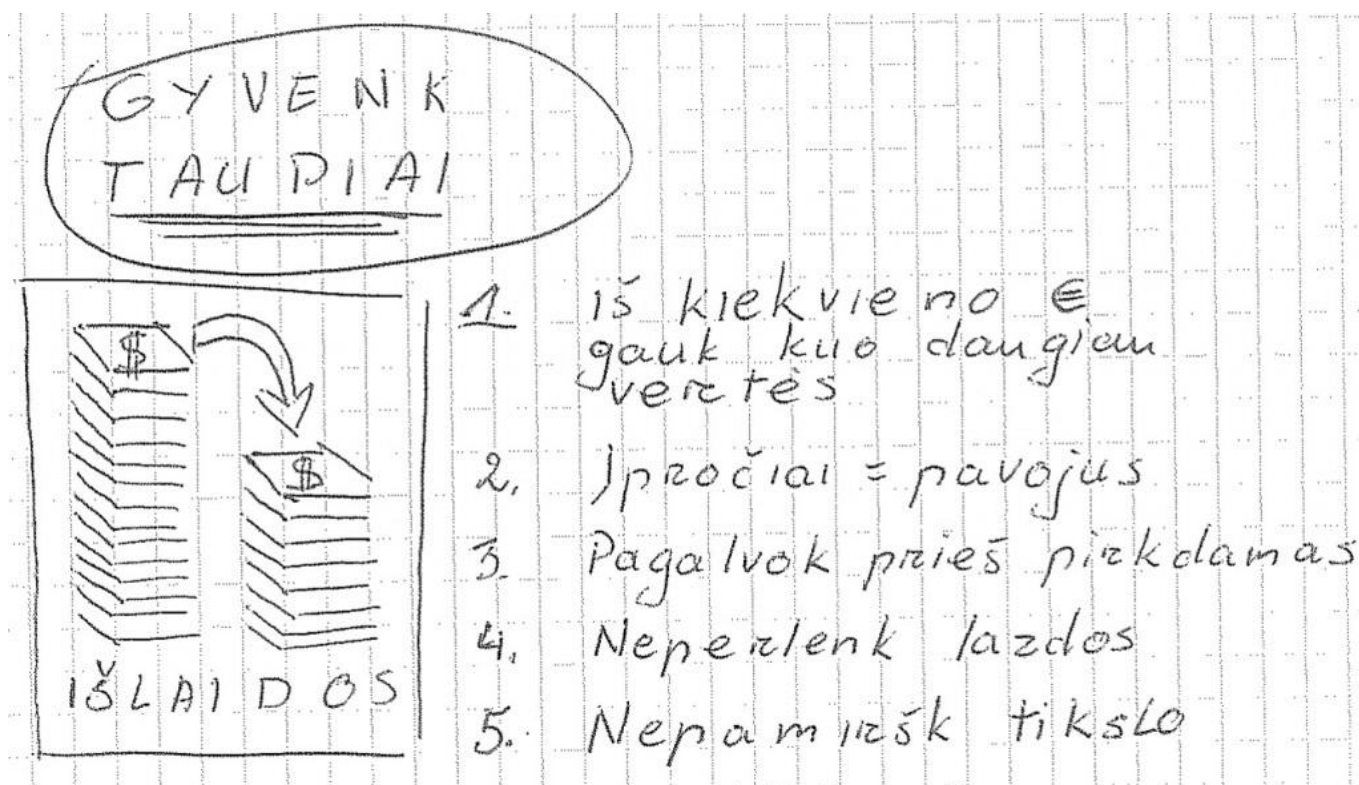 GYVENK
TAUPIAI
$
$
IŠLAIDOS
1. iš kiekvieno €
gauk kuo daugiau
vertės
2. Įpročiai = pavojus
3. Pagalvok prieš pirkdamas
4. Neperlenk lazdos
5. Nepamiršk tikslo